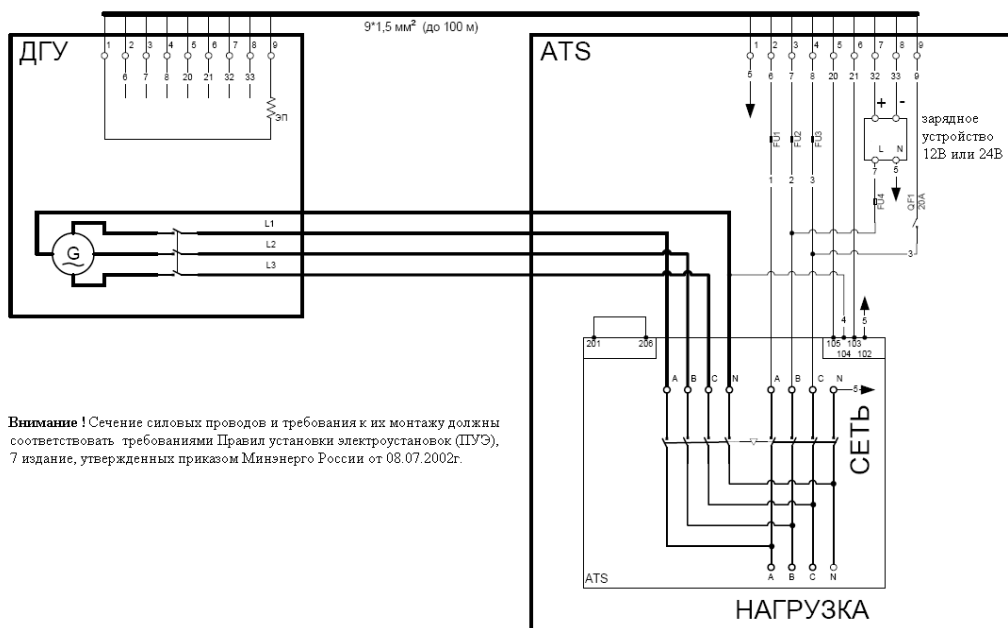 9*1,5 мм² (до 100 м)
ДГУ
1 2 3 4 5 6 7 8 9
6 7 8 20 21 32 33
ЭП
G
L1
L2
L3
ATS
1 2 3 4 5 6 7 8 9
5 6 7 8 20 21 32 33 9
+ -
зарядное
устройство
12В или 24В
L N
7 5
FU1 FU2 FU3
FU4
QF1
20A
1 2 3
3
4 5
201 206
105 103
104 102
A B C N A B C N
5
СЕТЬ
A B C N
ATS
НАГРУЗКА
Внимание ! Сечение силовых проводов и требования к их монтажу должны
соответствовать требованиями Правил установки электроустановок (ПУЭ),
7 издание, утвержденных приказом Минэнерго России от 08.07.2002г.